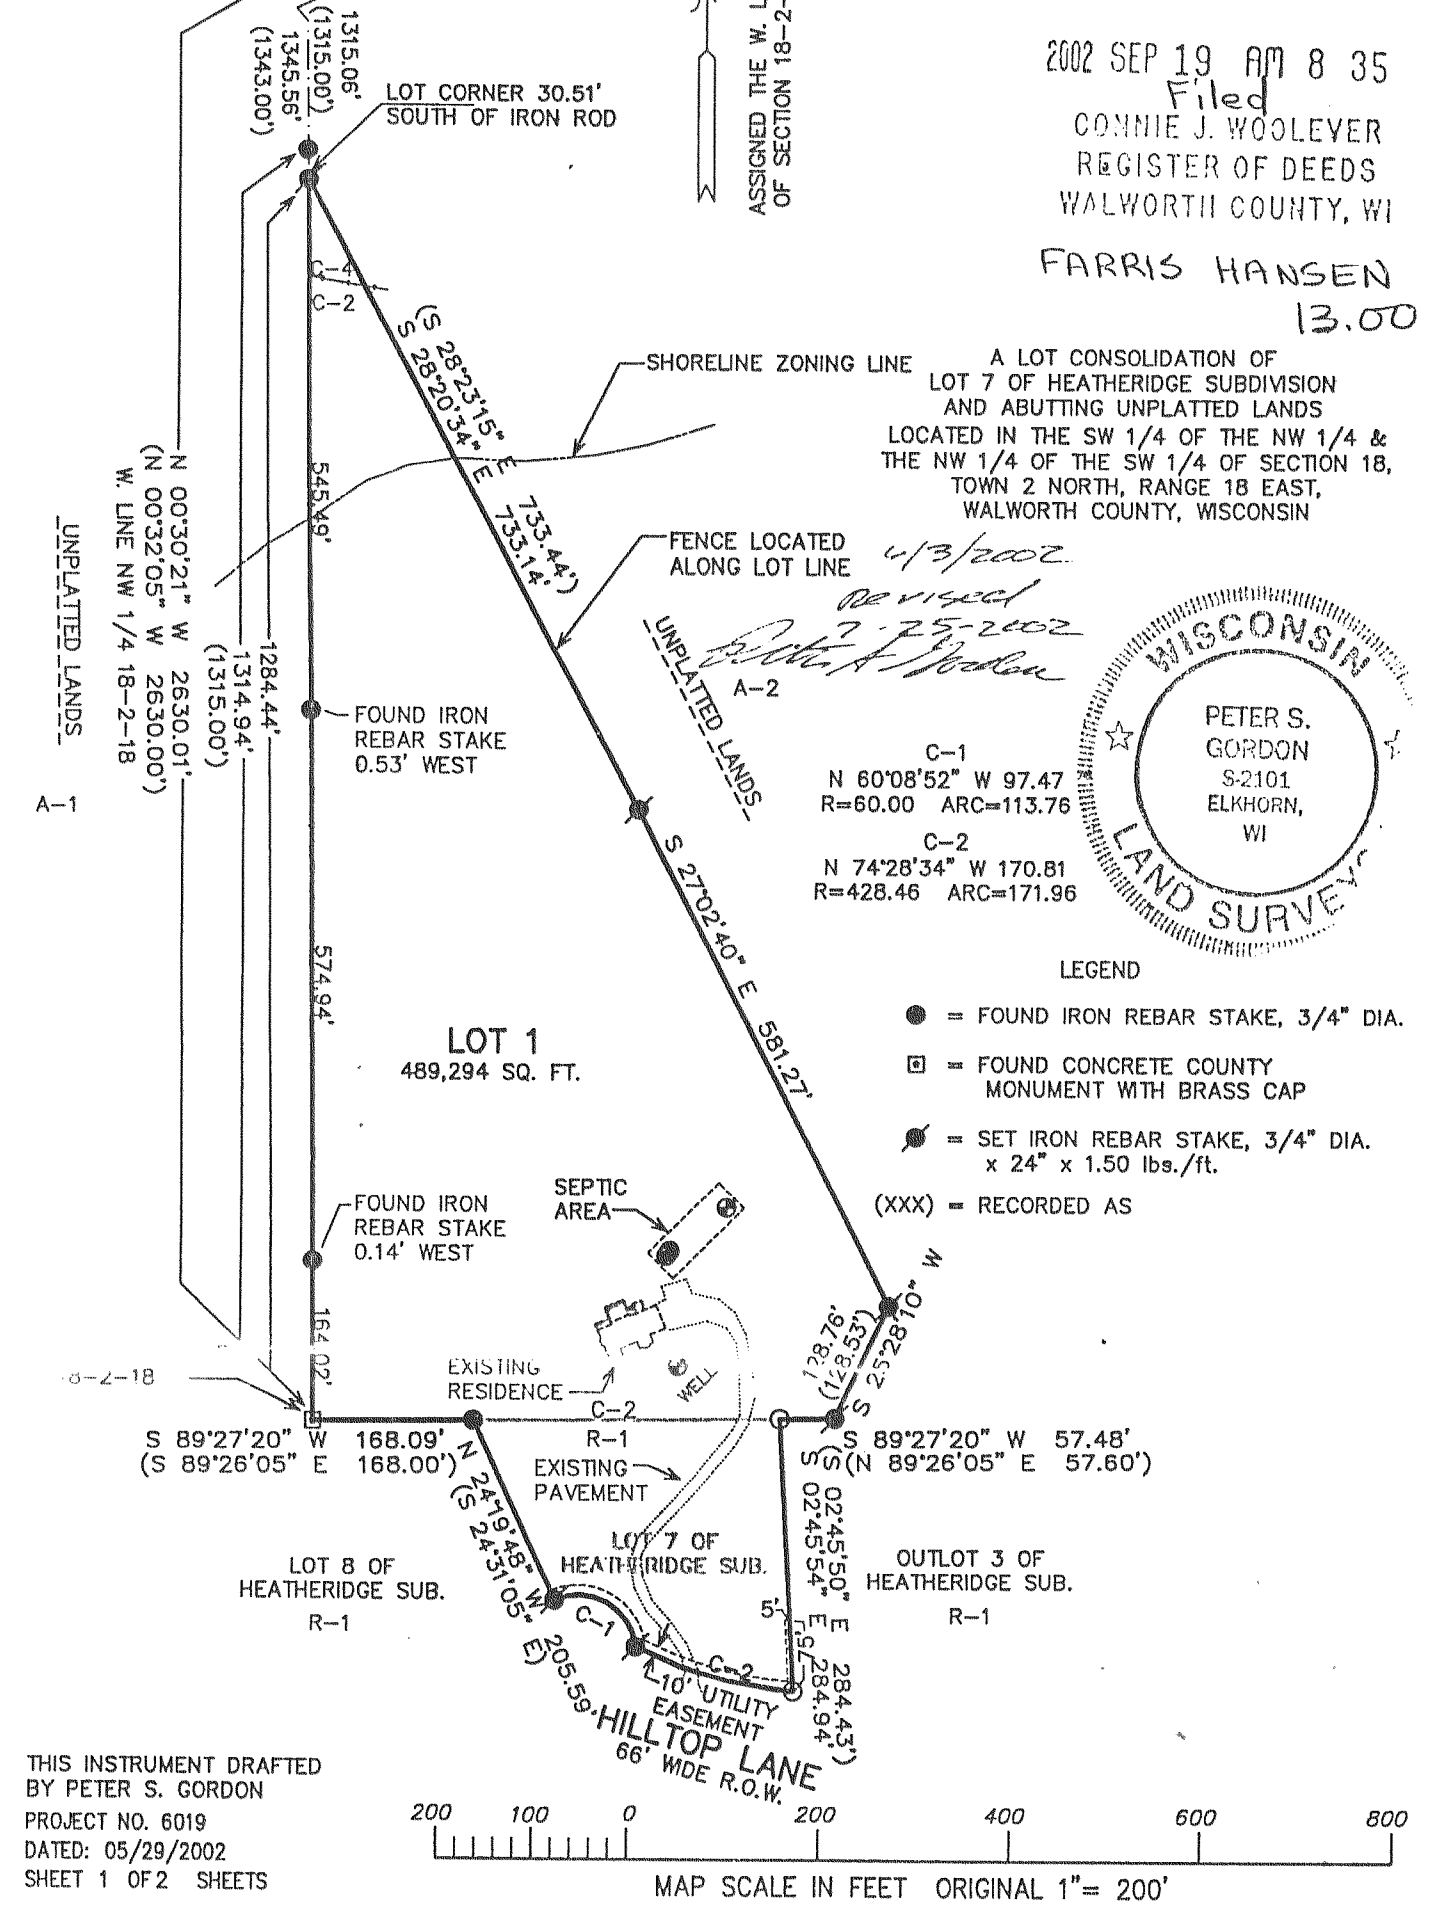 1315.06'
(1315.00')
1345.56'
(1343.00')
LOT CORNER 30.51'
SOUTH OF IRON ROD
ASSIGNED THE W. L
OF SECTION 18-2-
2002 SEP 19 AM 8 35
Filed
CONNIE J. WOOLEVER
REGISTER OF DEEDS
WALWORTH COUNTY, WI
FARRIS HANSEN
13.00
C-4
C-2
(S 28°23'15" E 733.44')
S 28°20'34" E 733.14'
SHORELINE ZONING LINE
A LOT CONSOLIDATION OF
LOT 7 OF HEATHERIDGE SUBDIVISION
AND ABUTTING UNPLATTED LANDS
LOCATED IN THE SW 1/4 OF THE NW 1/4 &
THE NW 1/4 OF THE SW 1/4 OF SECTION 18,
TOWN 2 NORTH, RANGE 18 EAST,
WALWORTH COUNTY, WISCONSIN
545.49'
N 00°30'21" W 2630.01'
(N 00°32'05" W 2630.00')
W. LINE NW 1/4 18-2-18
UNPLATTED LANDS
A-1
1284.44'
1314.94'
(1315.00')
FENCE LOCATED
ALONG LOT LINE
/3/2002
Revised
7-25-2002
UNPLATTED LANDS
A-2
WISCONSIN
PETER S.
GORDON
S-2101
ELKHORN,
WI
LAND SURVEY
FOUND IRON
REBAR STAKE
0.53' WEST
C-1
N 60°08'52" W 97.47
R=60.00 ARC=113.76
C-2
N 74°28'34" W 170.81
R=428.46 ARC=171.96
S 27°02'40" E 581.27'
574.94'
LOT 1
489,294 SQ. FT.
LEGEND
= FOUND IRON REBAR STAKE, 3/4" DIA.
= FOUND CONCRETE COUNTY
MONUMENT WITH BRASS CAP
= SET IRON REBAR STAKE, 3/4" DIA.
x 24" x 1.50 lbs./ft.
(XXX) = RECORDED AS
SEPTIC
AREA
FOUND IRON
REBAR STAKE
0.14' WEST
164.02'
128.76'
(128.53')
S 25°28'10" W
8-2-18
EXISTING
RESIDENCE
WELL
C-2
R-1
S 89°27'20" W 168.09'
(S 89°26'05" E 168.00')
S 89°27'20" W 57.48'
(N 89°26'05" E 57.60')
EXISTING
PAVEMENT
N 24°19'48" W 205.59'
(S 24°31'05" E)
(S 02°45'50" E 284.43')
S 02°45'54" E 284.94'
LOT 8 OF
HEATHERIDGE SUB.
R-1
LOT 7 OF
HEATHERIDGE SUB.
OUTLOT 3 OF
HEATHERIDGE SUB.
R-1
5'
7.5'
C-1
C-2
10' UTILITY
EASEMENT
HILLTOP LANE
66' WIDE R.O.W.
THIS INSTRUMENT DRAFTED
BY PETER S. GORDON
PROJECT NO. 6019
DATED: 05/29/2002
SHEET 1 OF 2 SHEETS
200 100 0 200 400 600 800
MAP SCALE IN FEET ORIGINAL 1"= 200'